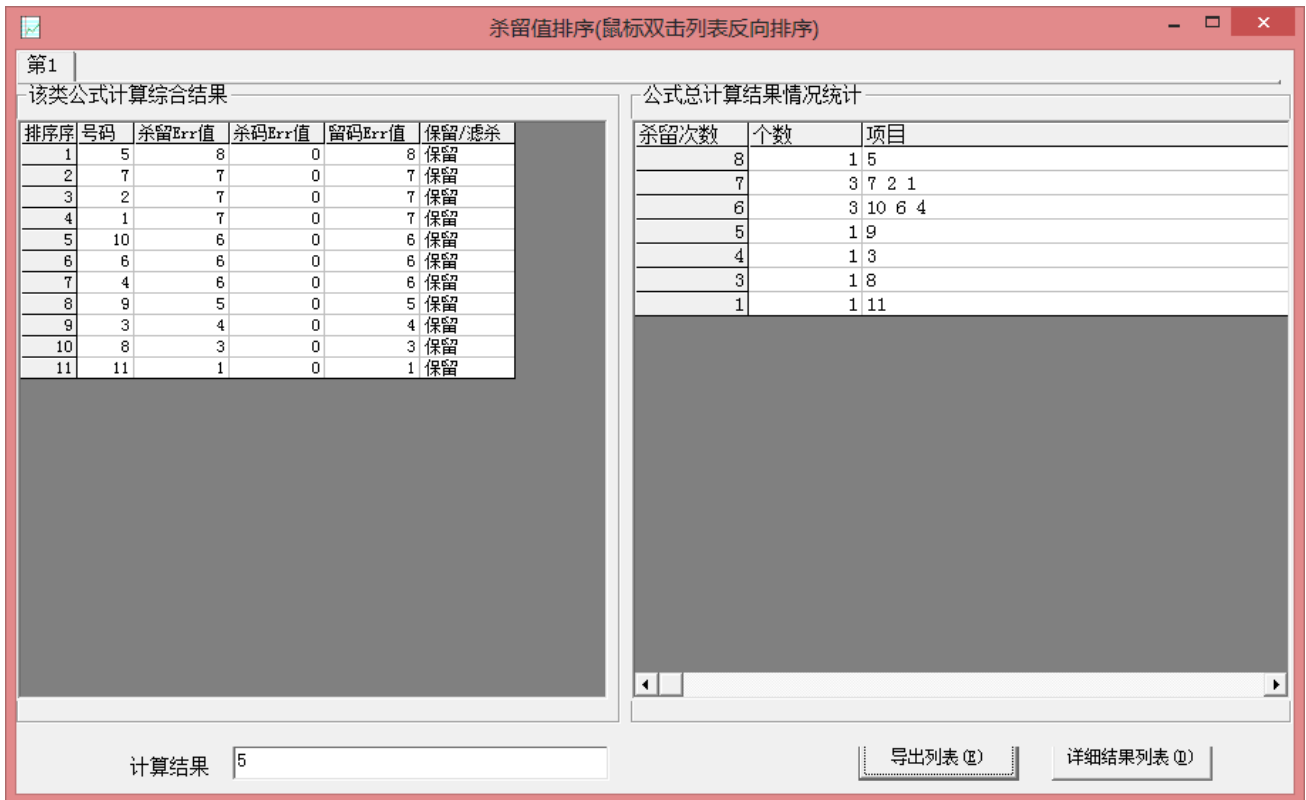 杀留值排序(鼠标双击列表反向排序)
第1
该类公式计算综合结果
排序序 号码 杀留Err值 杀码Err值 留码Err值 保留/滤杀
1 5 8 0 8 保留
2 7 7 0 7 保留
3 2 7 0 7 保留
4 1 7 0 7 保留
5 10 6 0 6 保留
6 6 6 0 6 保留
7 4 6 0 6 保留
8 9 5 0 5 保留
9 3 4 0 4 保留
10 8 3 0 3 保留
11 11 1 0 1 保留
公式总计算结果情况统计
杀留次数 个数 项目
8 1 5
7 3 7 2 1
6 3 10 6 4
5 1 9
4 1 3
3 1 8
1 1 11
计算结果 5
导出列表(E) 详细结果列表(D)